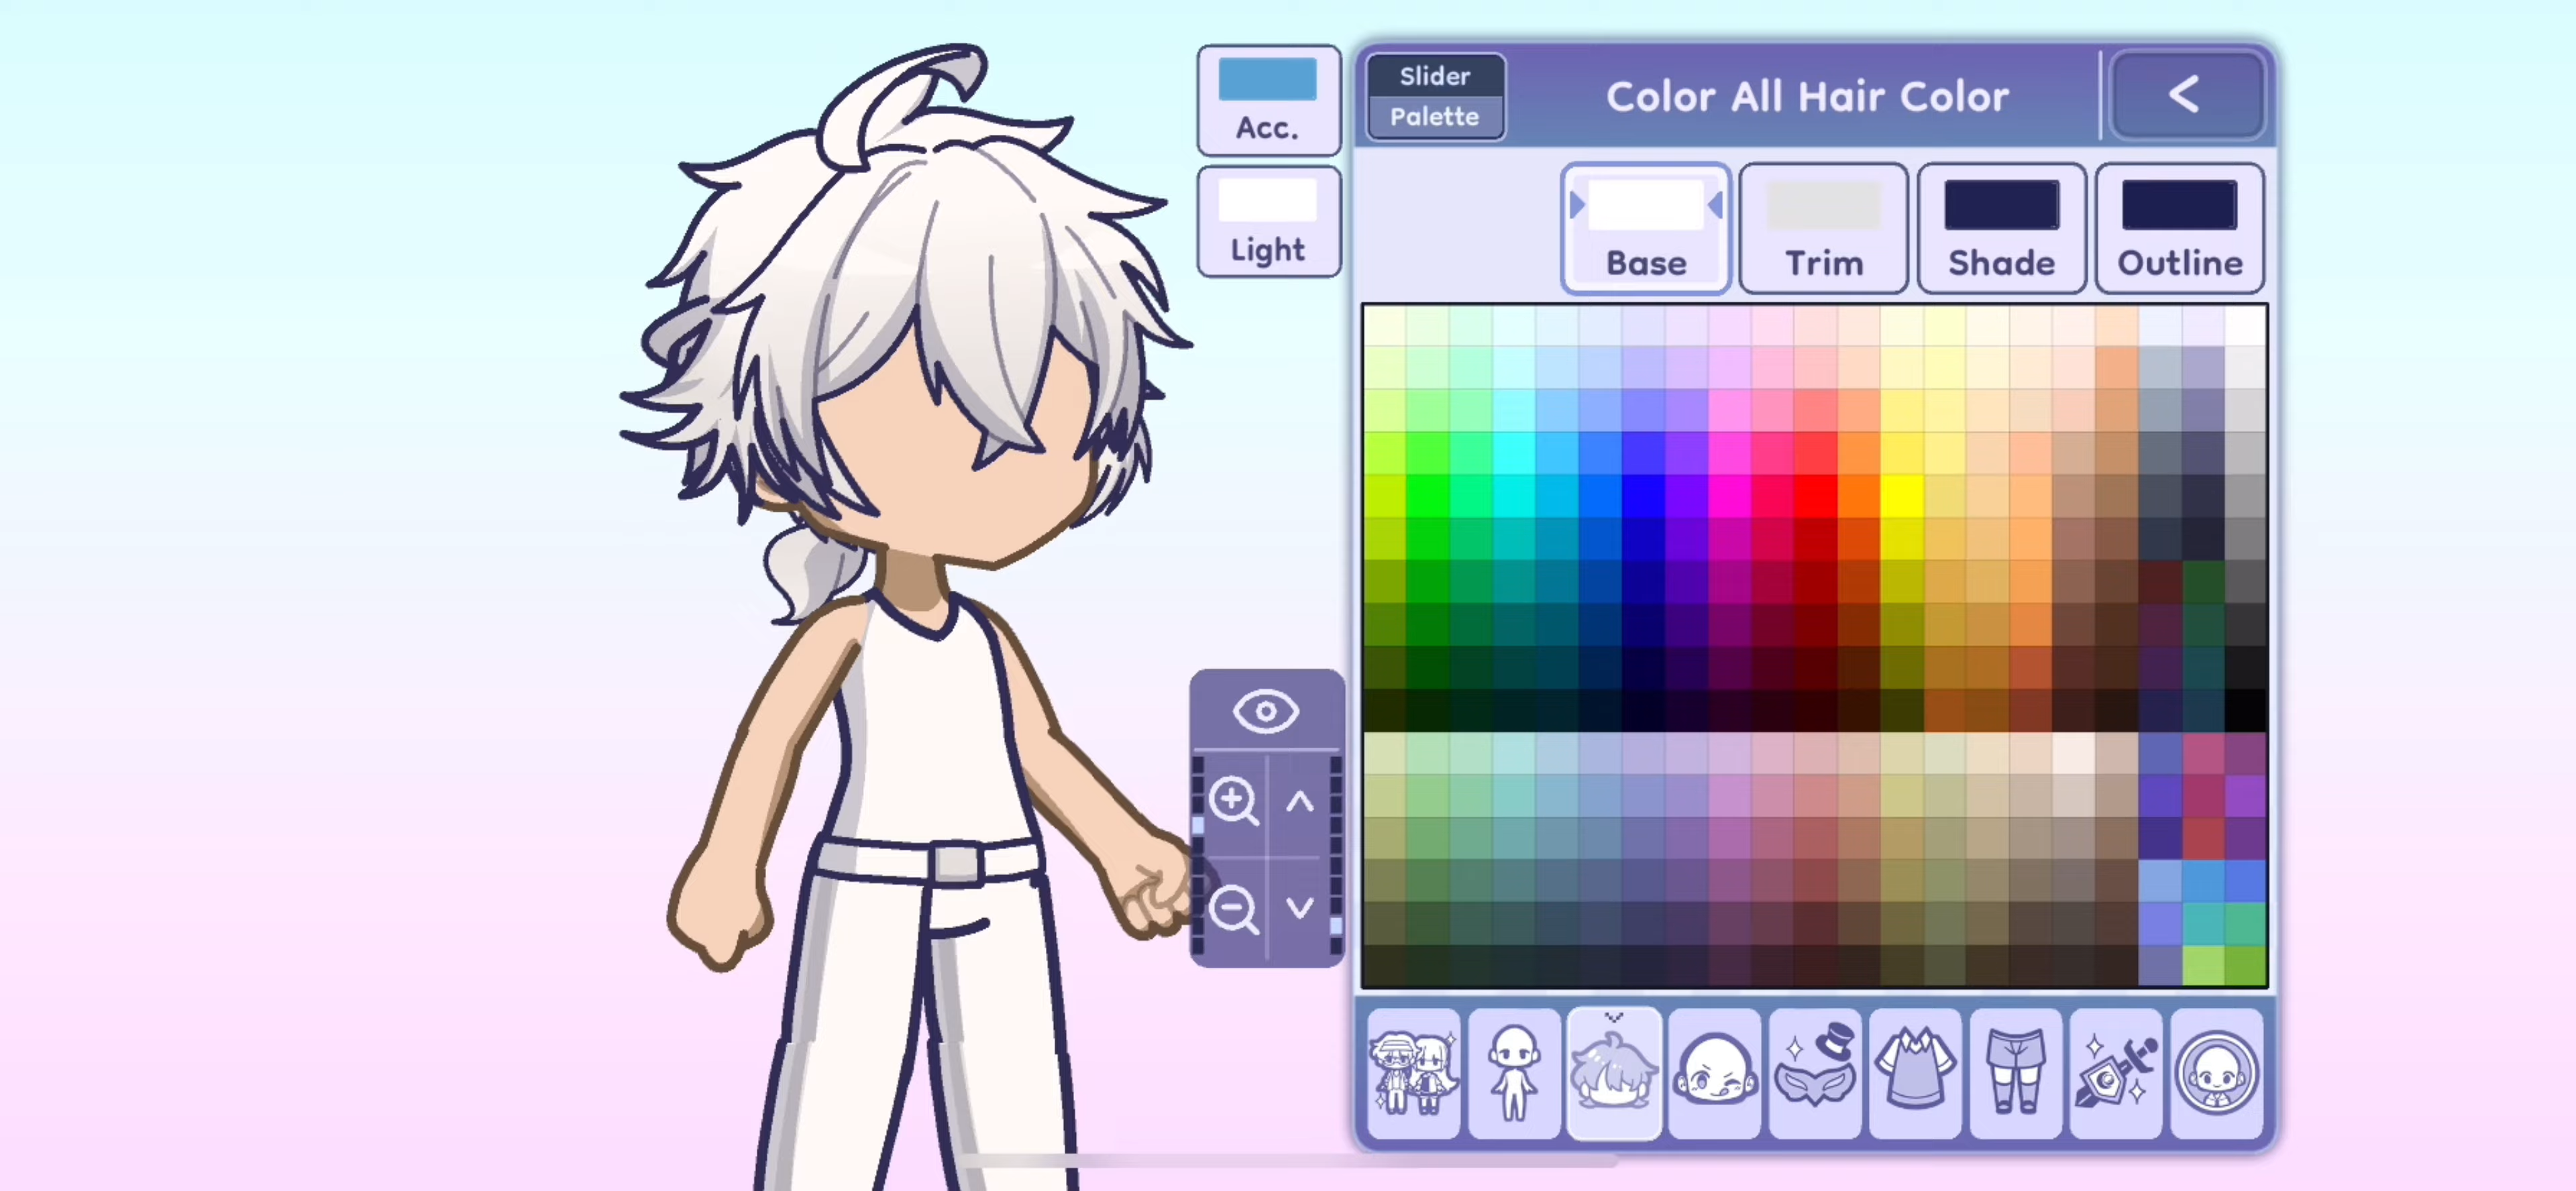 Acc.
Light
Slider
Palette
Color All Hair Color
<
Base
Trim
Shade
Outline